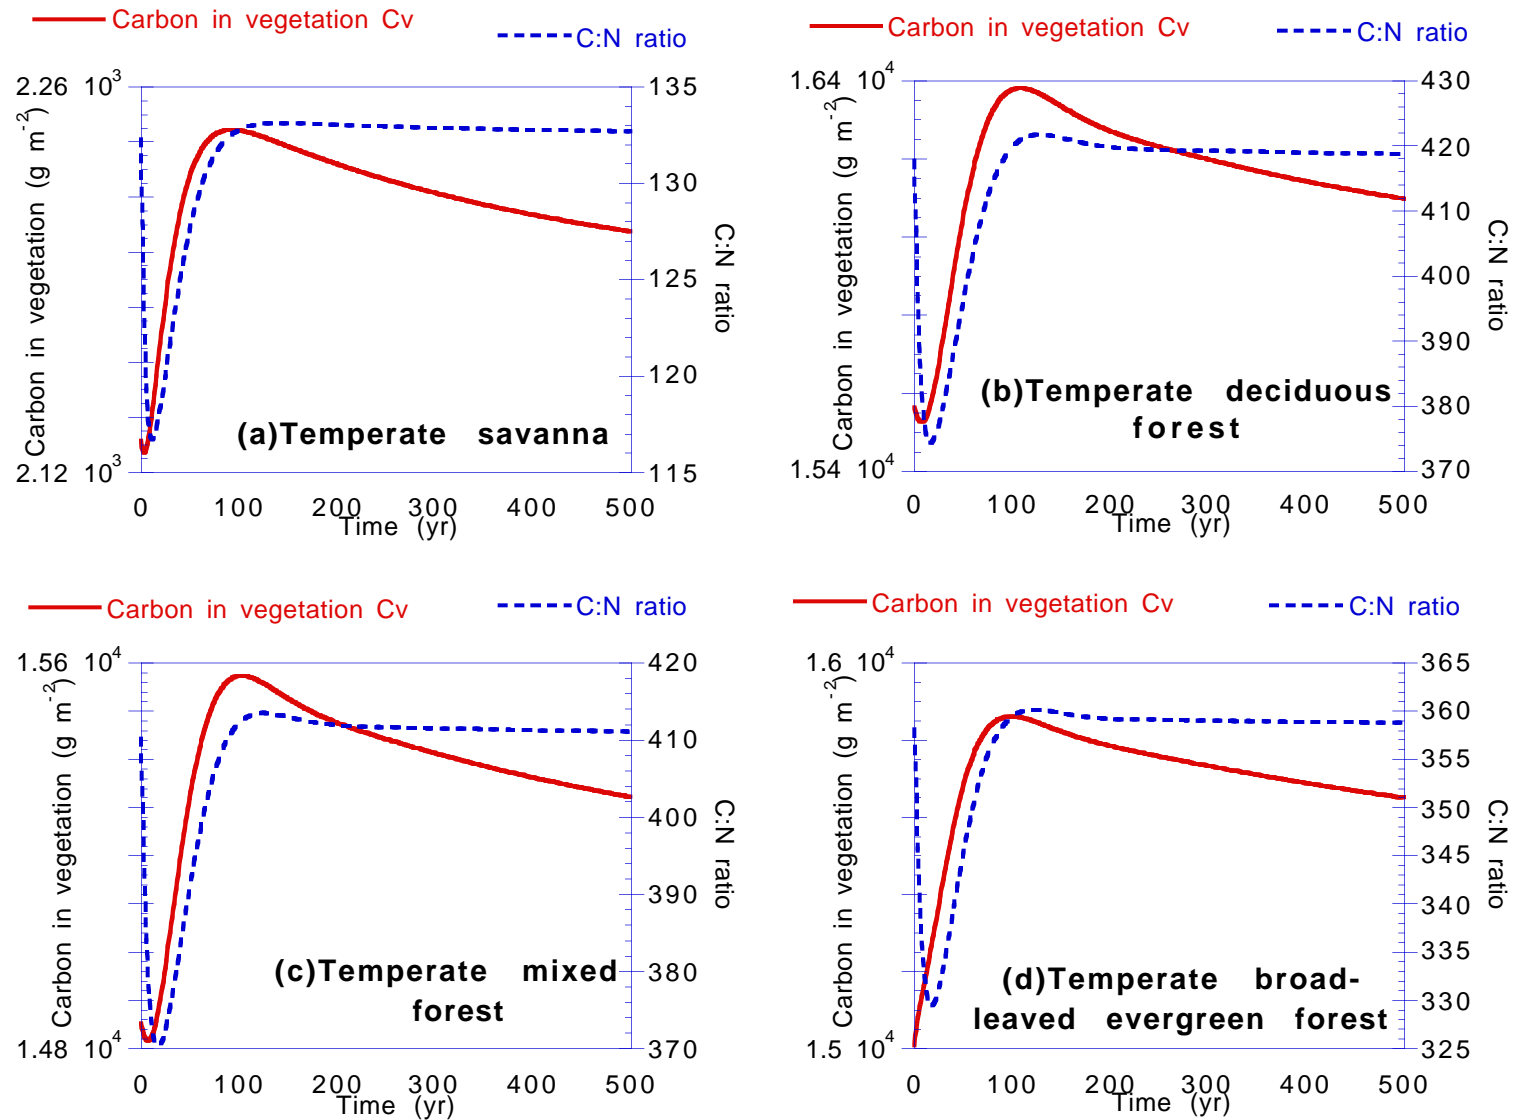 Carbon in vegetation Cv
C:N ratio
Carbon in vegetation Cv
C:N ratio
2.26 10^3
2.12 10^3
Carbon in vegetation (g m^-2)
135
130
125
120
115
C:N ratio
(a)Temperate savanna
0 100 200 300 400 500
Time (yr)
1.64 10^4
1.54 10^4
Carbon in vegetation (g m^-2)
430
420
410
400
390
380
370
C:N ratio
(b)Temperate deciduous
forest
0 100 200 300 400 500
Time (yr)
Carbon in vegetation Cv
C:N ratio
Carbon in vegetation Cv
C:N ratio
1.56 10^4
1.48 10^4
Carbon in vegetation (g m^-2)
420
410
400
390
380
370
C:N ratio
(c)Temperate mixed
forest
0 100 200 300 400 500
Time (yr)
1.6 10^4
1.5 10^4
Carbon in vegetation (g m^-2)
365
360
355
350
345
340
335
330
325
C:N ratio
(d)Temperate broad-
leaved evergreen forest
0 100 200 300 400 500
Time (yr)